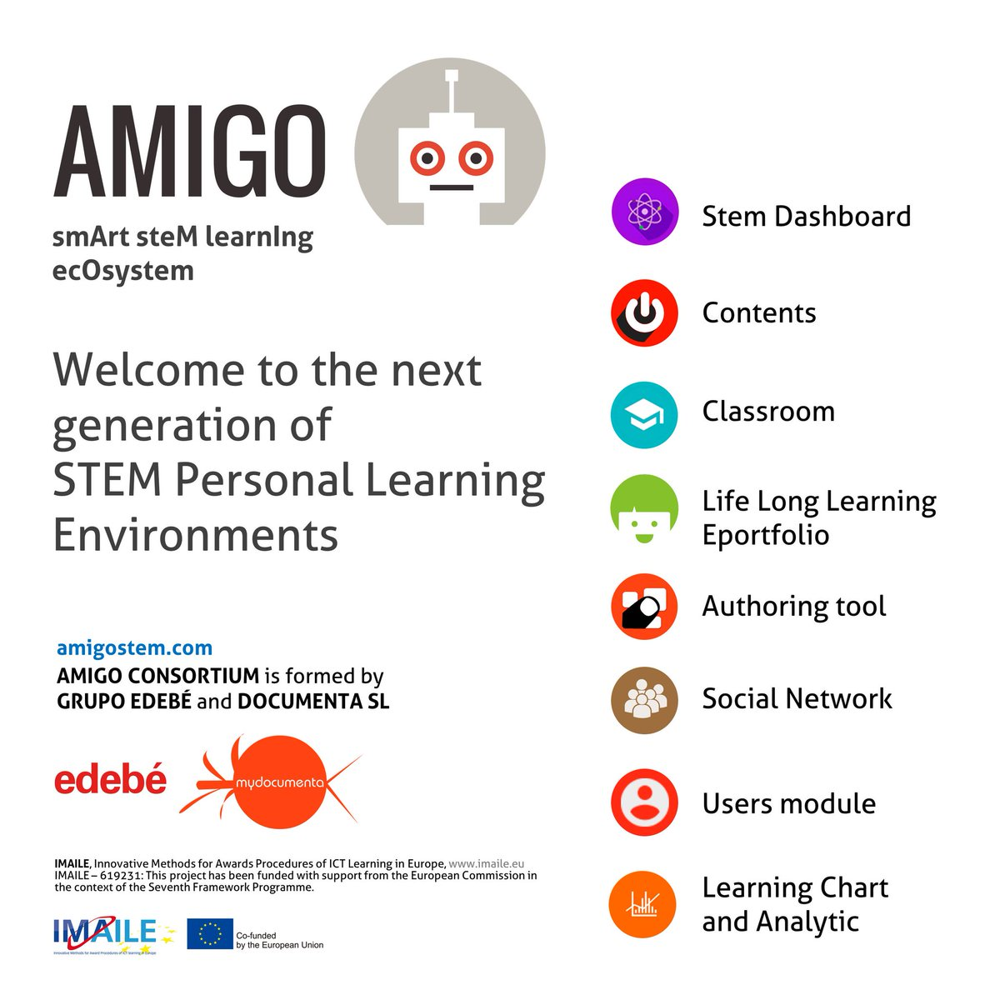 AMIGO
smArt steM learnIng
ecOsystem
Welcome to the next
generation of
STEM Personal Learning
Environments
amigostem.com
AMIGO CONSORTIUM is formed by
GRUPO EDEBÉ and DOCUMENTA SL
edebé
mydocumenta
IMAILE, Innovative Methods for Awards Procedures of ICT Learning in Europe, www.imaile.eu
IMAILE – 619231: This project has been funded with support from the European Commission in
the context of the Seventh Framework Programme.
IMAILE
Innovative Methods for Award Procedures of ICT learning in Europe
Co-funded
by the European Union
Stem Dashboard
Contents
Classroom
Life Long Learning
Eportfolio
Authoring tool
Social Network
Users module
Learning Chart
and Analytic